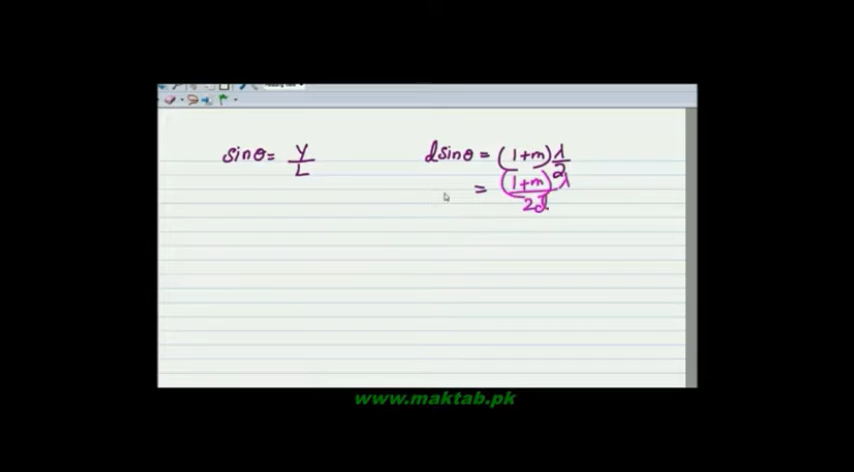 sinθ = Y/L
dsinθ = (1+m)λ/2
= (1+m)λ/2d
www.maktab.pk